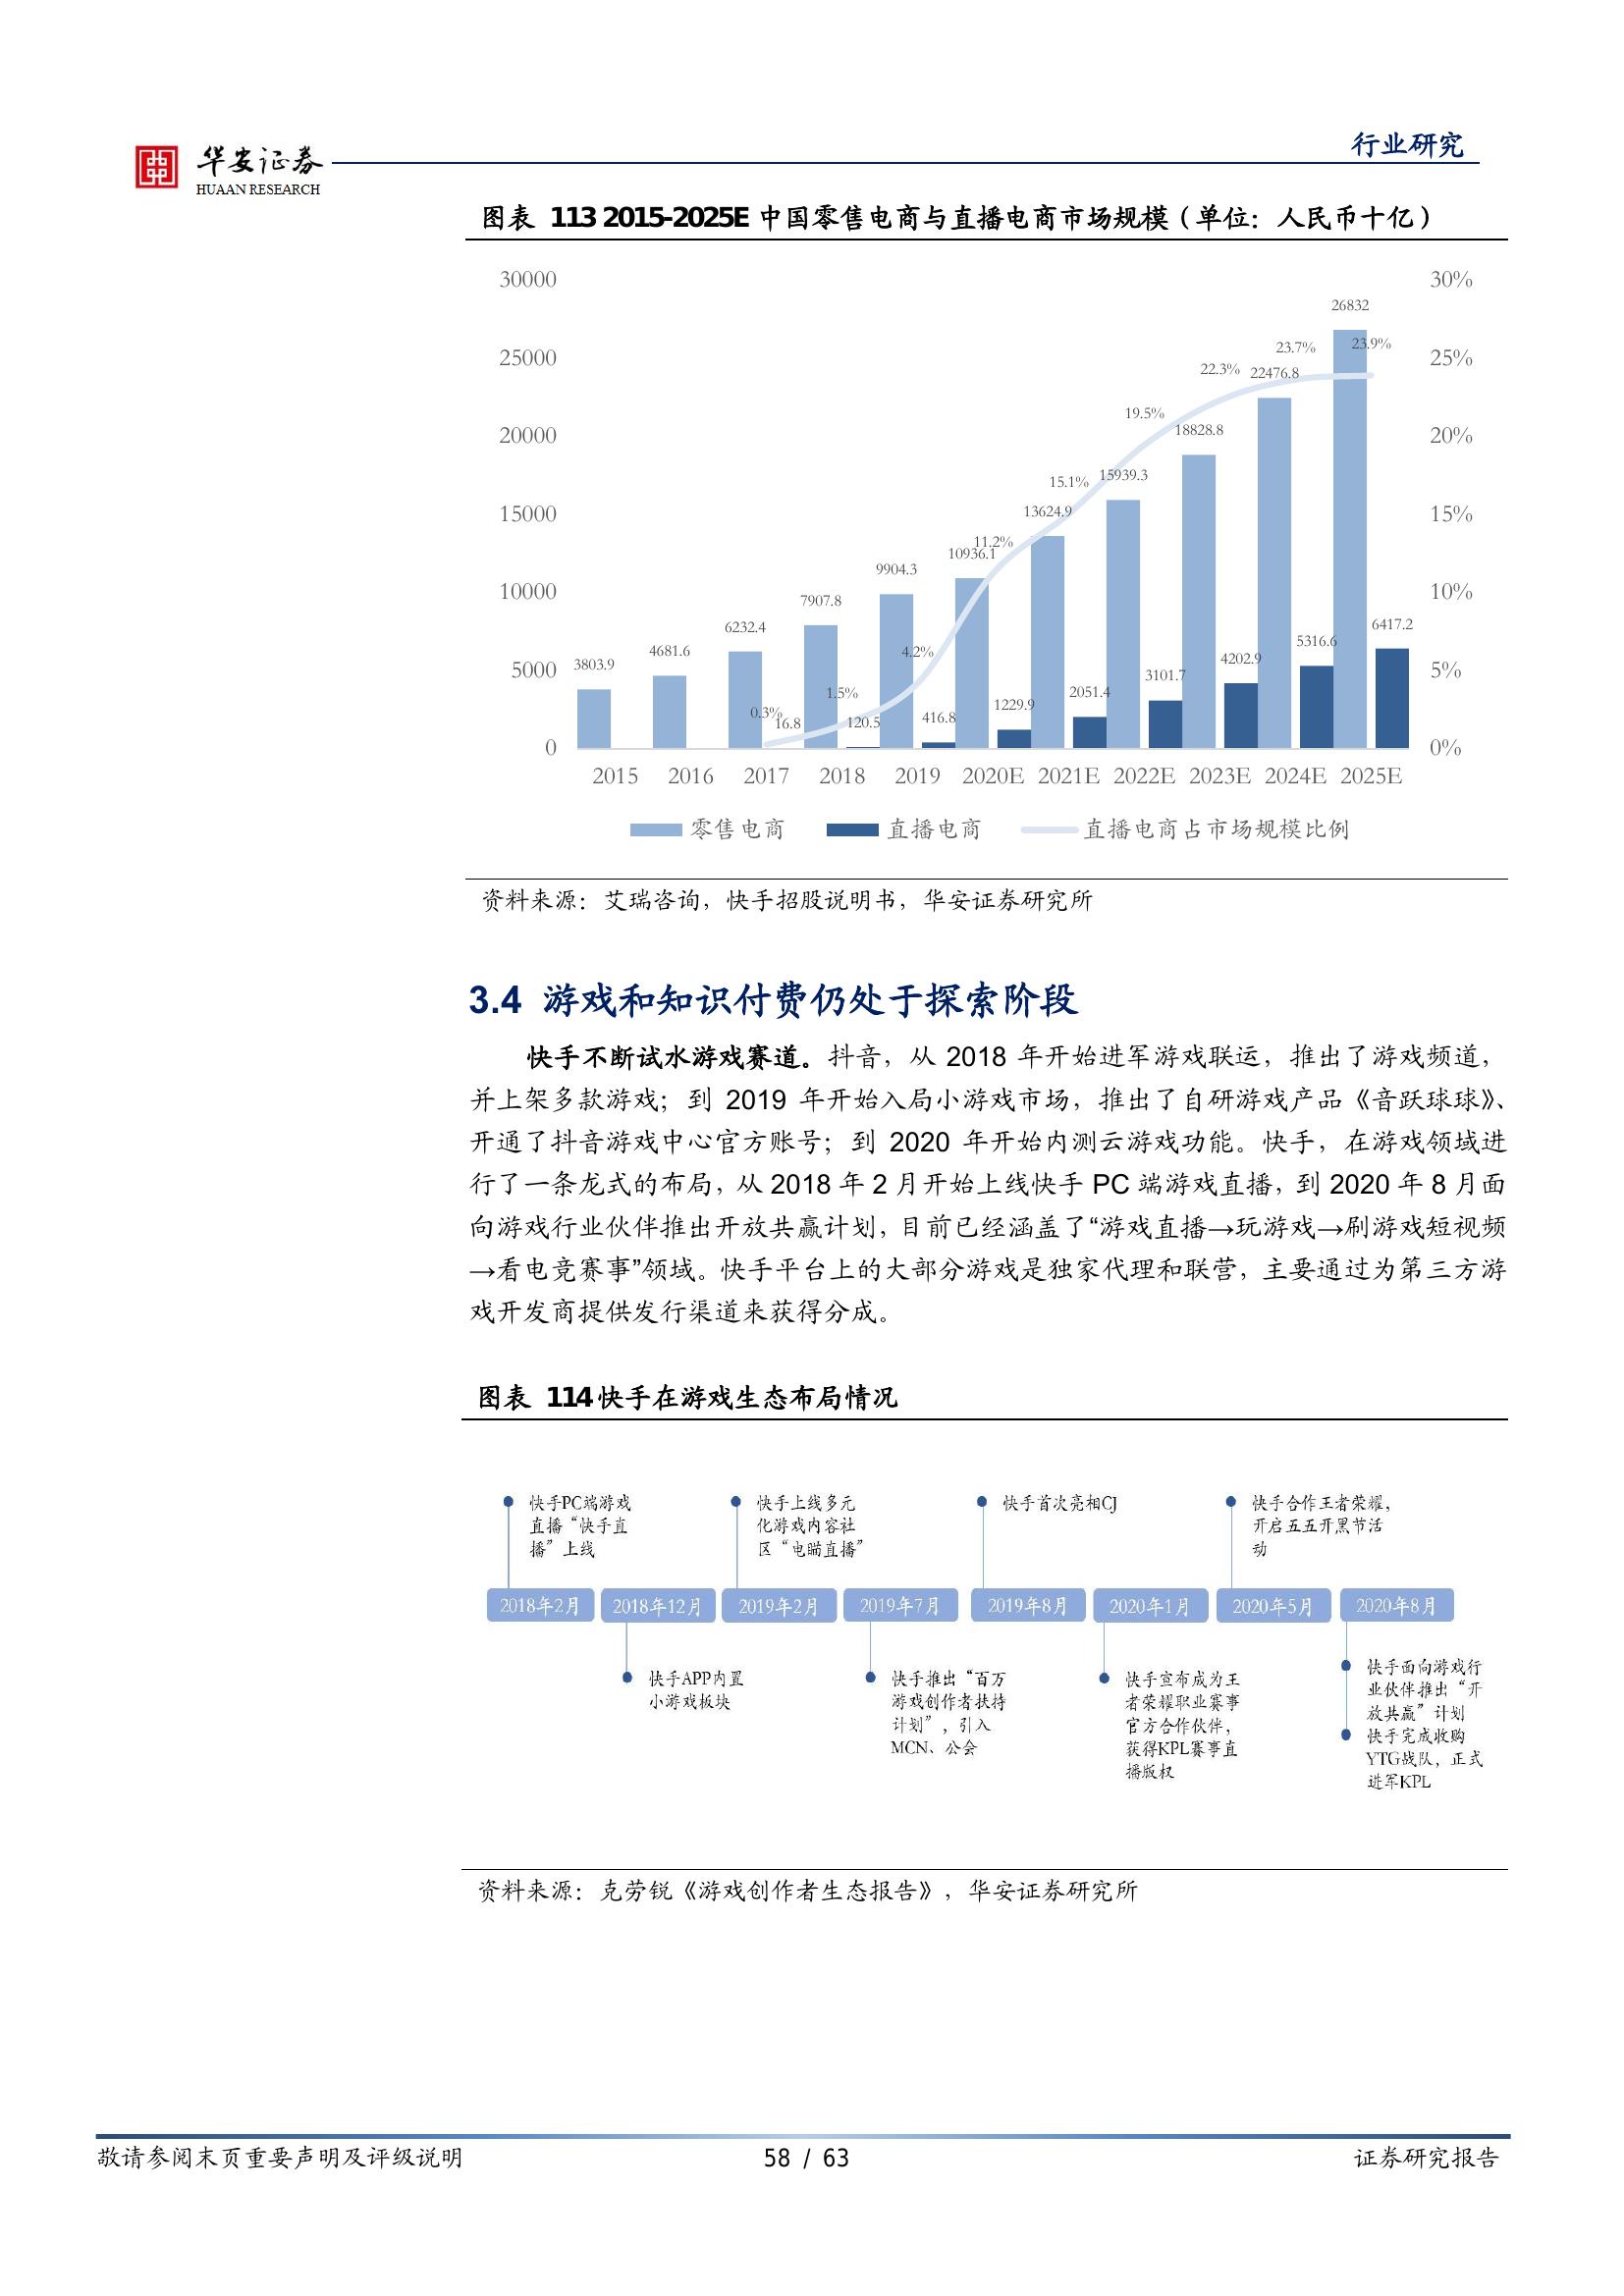 华安证券
HUAAN RESEARCH
行业研究
图表 113 2015-2025E 中国零售电商与直播电商市场规模（单位：人民币十亿）
30000
25000
20000
15000
10000
5000
0
30%
25%
20%
15%
10%
5%
0%
3803.9
4681.6
6232.4
7907.8
9904.3
10936.1
13624.9
15939.3
18828.8
22476.8
26832
16.8
120.5
416.8
1229.9
2051.4
3101.7
4202.9
5316.6
6417.2
0.3%
1.5%
4.2%
11.2%
15.1%
19.5%
22.3%
23.7%
23.9%
2015 2016 2017 2018 2019 2020E 2021E 2022E 2023E 2024E 2025E
零售电商 直播电商 直播电商占市场规模比例
资料来源：艾瑞咨询，快手招股说明书，华安证券研究所
3.4 游戏和知识付费仍处于探索阶段
快手不断试水游戏赛道。抖音，从 2018 年开始进军游戏联运，推出了游戏频道，
并上架多款游戏；到 2019 年开始入局小游戏市场，推出了自研游戏产品《音跃球球》、
开通了抖音游戏中心官方账号；到 2020 年开始内测云游戏功能。快手，在游戏领域进
行了一条龙式的布局，从 2018 年 2 月开始上线快手 PC 端游戏直播，到 2020 年 8 月面
向游戏行业伙伴推出开放共赢计划，目前已经涵盖了“游戏直播→玩游戏→刷游戏短视频
→看电竞赛事”领域。快手平台上的大部分游戏是独家代理和联营，主要通过为第三方游
戏开发商提供发行渠道来获得分成。
图表 114 快手在游戏生态布局情况
快手PC端游戏
直播“快手直
播”上线
快手上线多元
化游戏内容社
区“电喵直播”
快手首次亮相CJ
快手合作王者荣耀，
开启五五开黑节活
动
2018年2月 2018年12月 2019年2月 2019年7月 2019年8月 2020年1月 2020年5月 2020年8月
快手APP内置
小游戏板块
快手推出“百万
游戏创作者扶持
计划”，引入
MCN、公会
快手宣布成为王
者荣耀职业赛事
官方合作伙伴，
获得KPL赛事直
播版权
快手面向游戏行
业伙伴推出“开
放共赢”计划
快手完成收购
YTG战队，正式
进军KPL
资料来源：克劳锐《游戏创作者生态报告》，华安证券研究所
敬请参阅末页重要声明及评级说明
58 / 63
证券研究报告